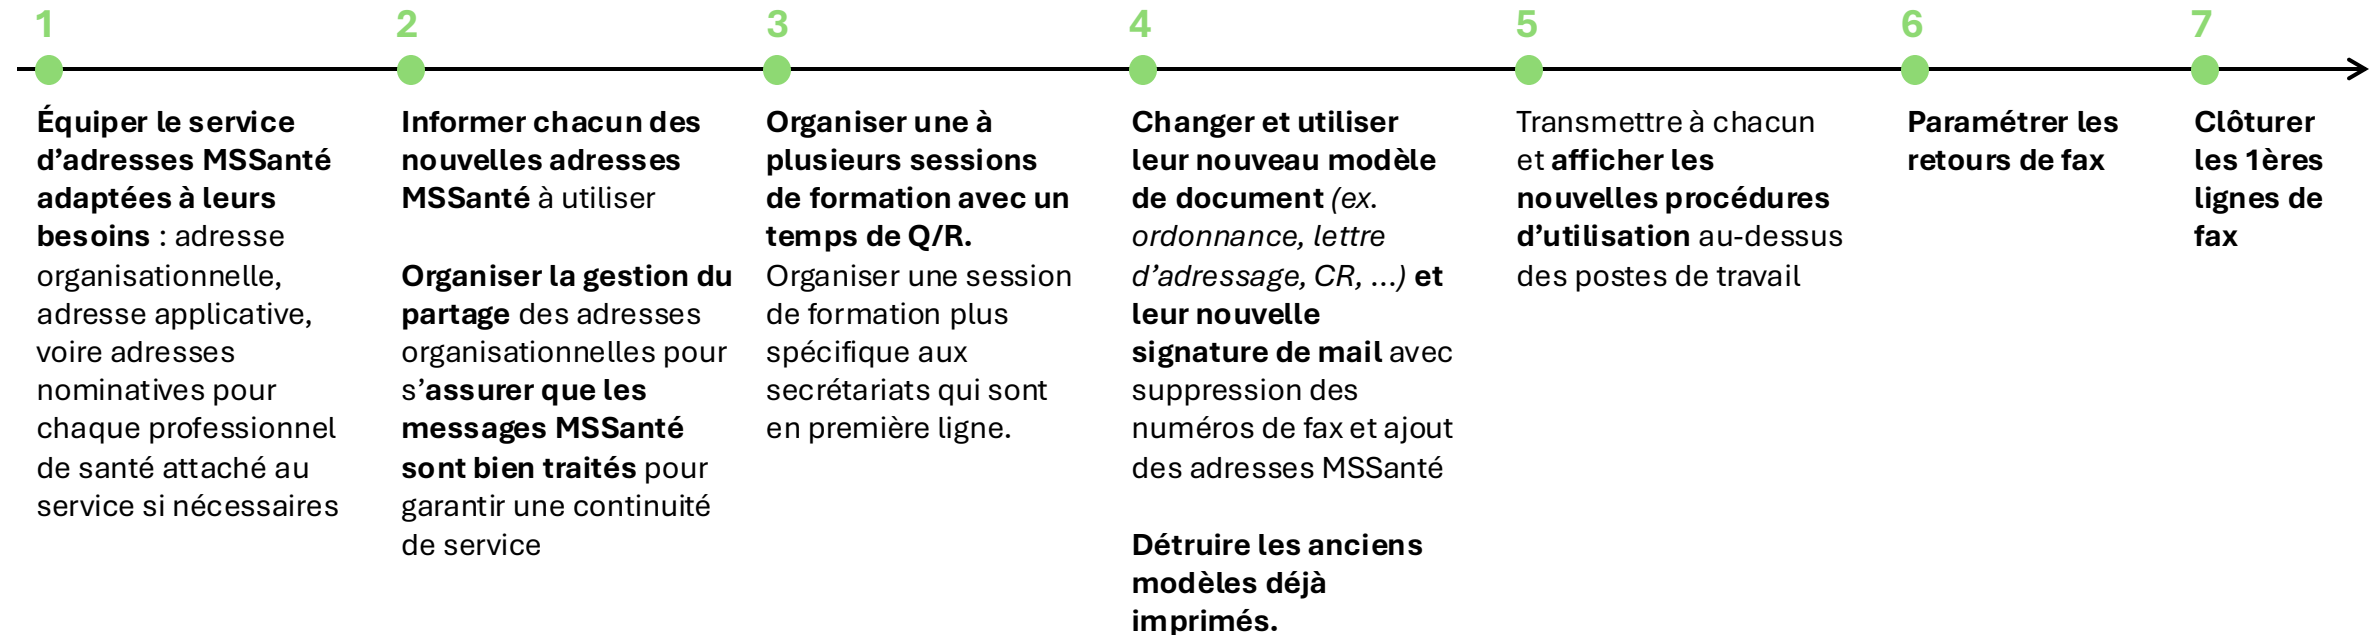 1
Équiper le service
d’adresses MSSanté
adaptées à leurs
besoins : adresse
organisationnelle,
adresse applicative,
voire adresses
nominatives pour
chaque professionnel
de santé attaché au
service si nécessaires
2
Informer chacun des
nouvelles adresses
MSSanté à utiliser
Organiser la gestion du
partage des adresses
organisationnelles pour
s’assurer que les
messages MSSanté
sont bien traités pour
garantir une continuité
de service
3
Organiser une à
plusieurs sessions
de formation avec un
temps de Q/R.
Organiser une session
de formation plus
spécifique aux
secrétariats qui sont
en première ligne.
4
Changer et utiliser
leur nouveau modèle
de document (ex.
ordonnance, lettre
d’adressage, CR, ...) et
leur nouvelle
signature de mail avec
suppression des
numéros de fax et ajout
des adresses MSSanté
Détruire les anciens
modèles déjà
imprimés.
5
Transmettre à chacun
et afficher les
nouvelles procédures
d’utilisation au-dessus
des postes de travail
6
Paramétrer les
retours de fax
7
Clôturer
les 1ères
lignes de
fax